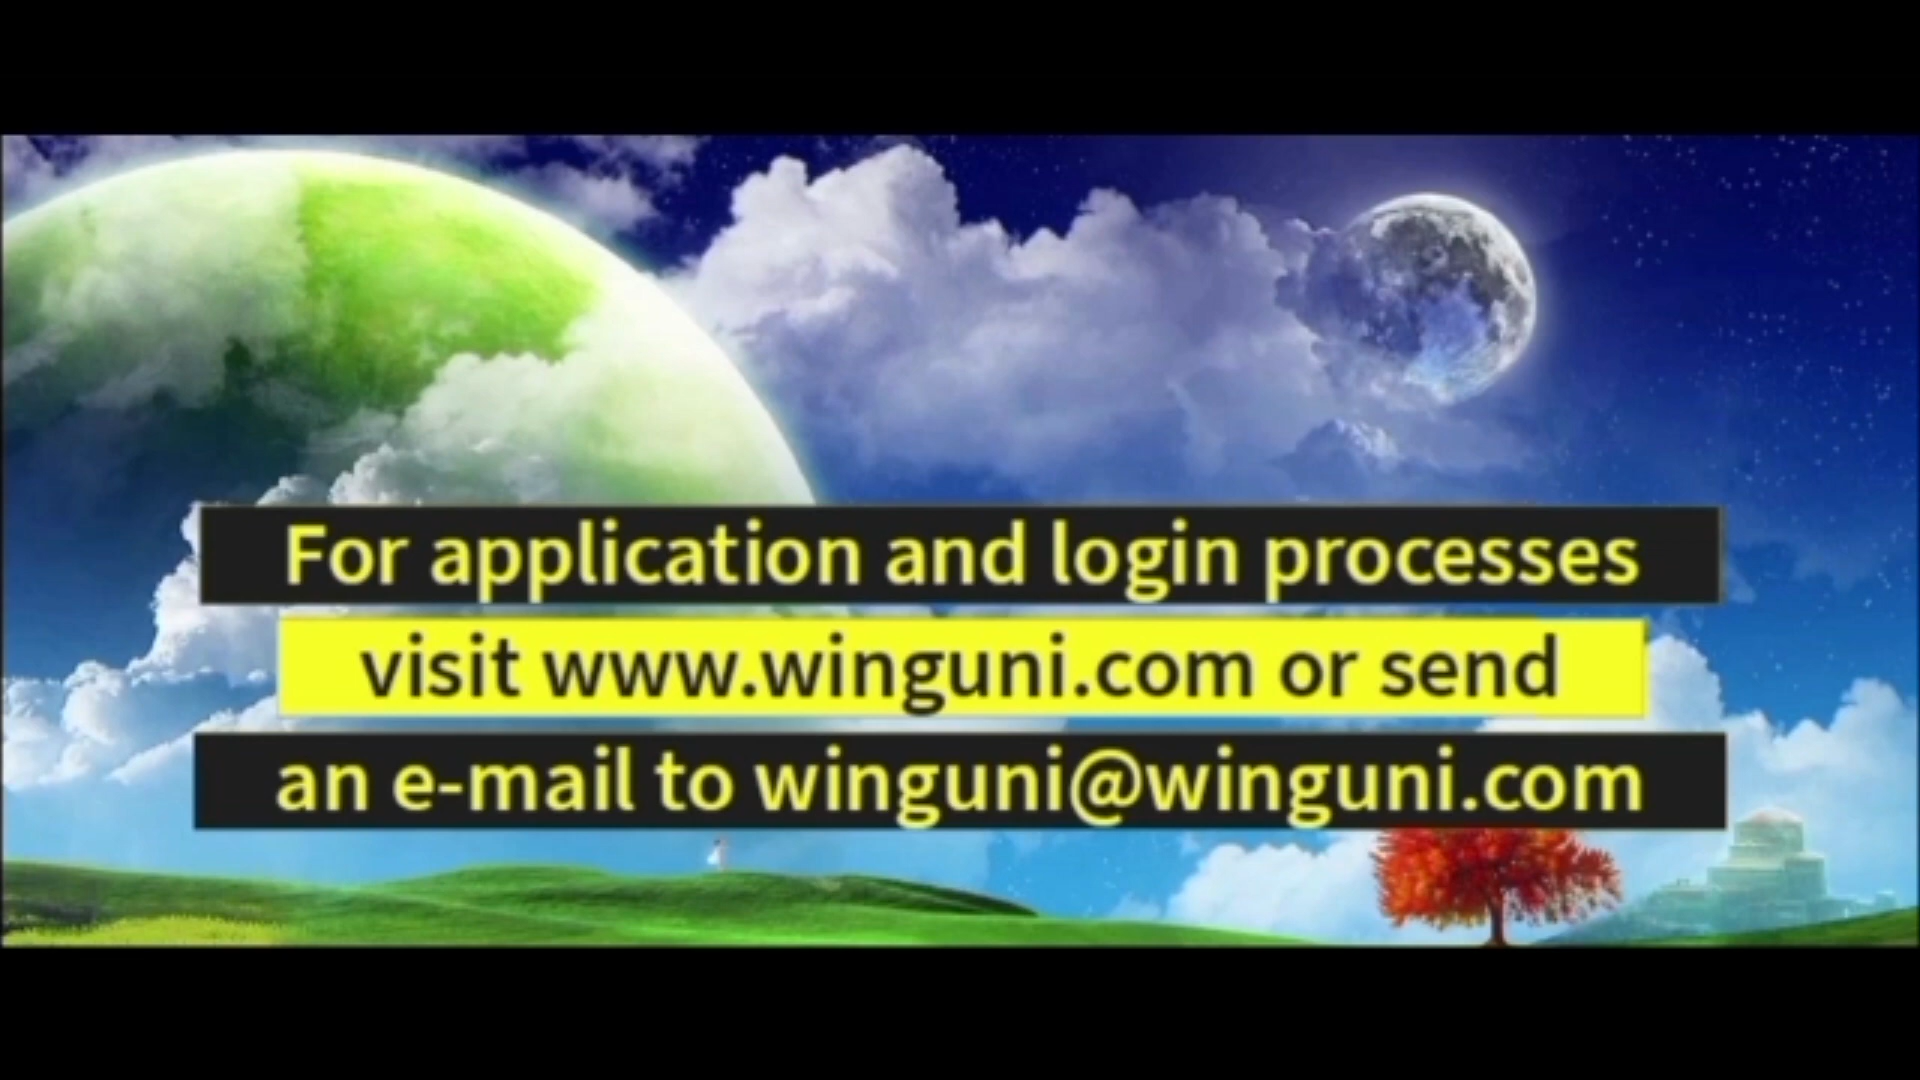 For application and login processes
visit www.winguni.com or send
an e-mail to winguni@winguni.com